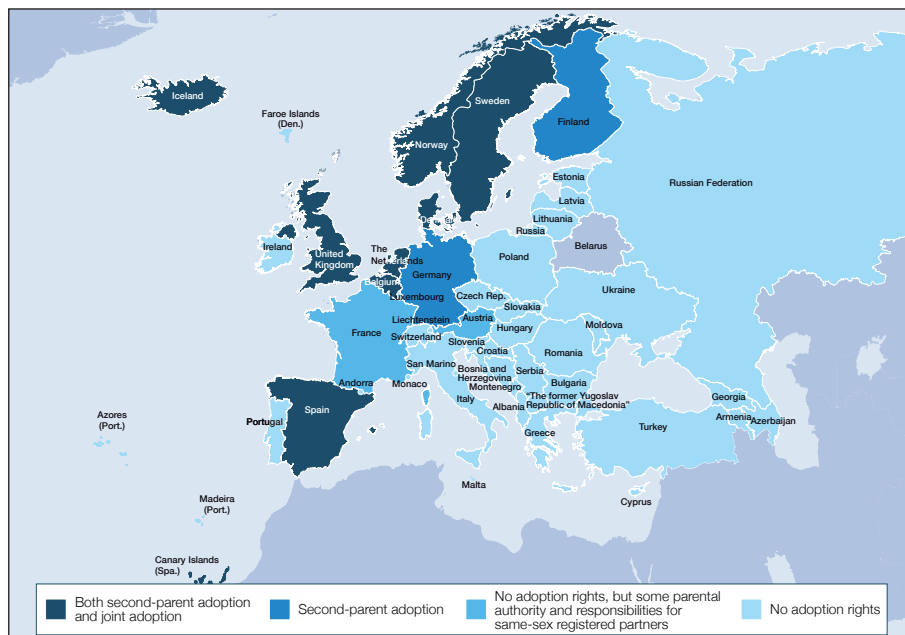 Iceland
Faroe Islands
(Den.)
Sweden
Norway
Finland
Estonia
Latvia
Lithuania
Russia
Russian Federation
Denmark
Belarus
Ireland
United
Kingdom
The
Netherlands
Belgium
Germany
Poland
Luxembourg
Czech Rep.
Slovakia
Ukraine
Liechtenstein
Austria
France
Switzerland
Slovenia
Hungary
Moldova
Croatia
Romania
San Marino
Bosnia and
Herzegovina
Serbia
Montenegro
Bulgaria
Andorra
Monaco
Italy
"The former Yugoslav
Republic of Macedonia"
Albania
Georgia
Armenia
Azerbaijan
Azores
(Port.)
Portugal
Spain
Greece
Turkey
Malta
Cyprus
Madeira
(Port.)
Canary Islands
(Spa.)
Both second-parent adoption
and joint adoption
Second-parent adoption
No adoption rights, but some parental
authority and responsibilities for
same-sex registered partners
No adoption rights